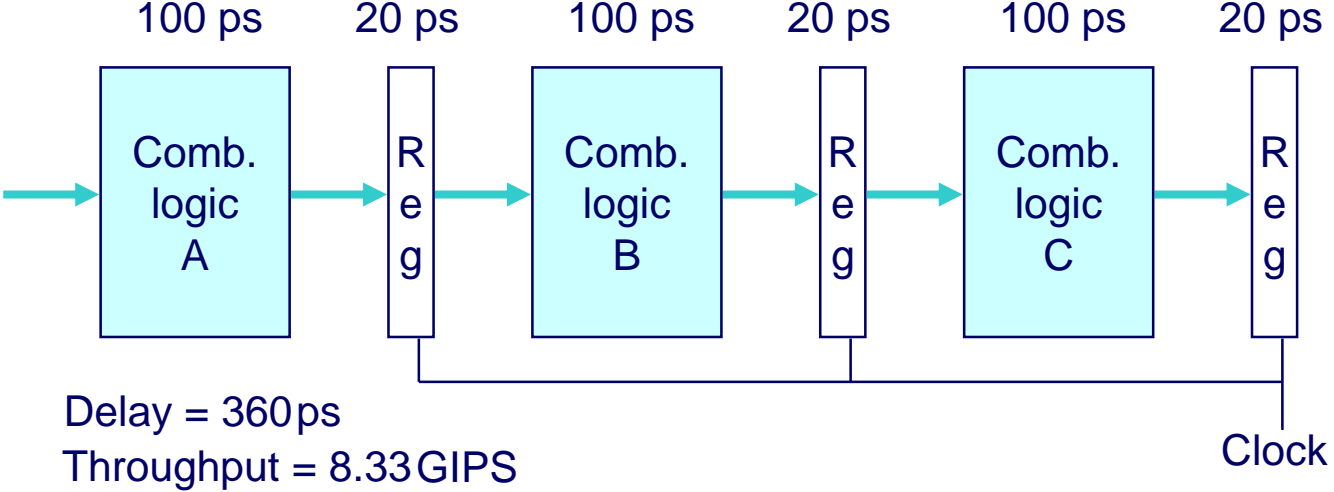 100 ps 20 ps 100 ps 20 ps 100 ps 20 ps
Comb.
logic
A
R
e
g
Comb.
logic
B
R
e
g
Comb.
logic
C
R
e
g
Delay = 360 ps
Throughput = 8.33 GIPS
Clock